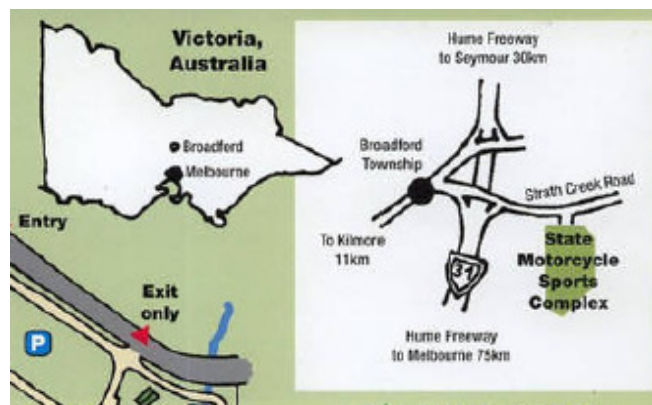 Victoria,
Australia
Broadford
Melbourne
Entry
Exit
only
P
Hume Freeway
to Seymour 30km
Broadford
Township
Strath Creek Road
To Kilmore
11km
31
State
Motorcycle
Sports
Complex
Hume Freeway
to Melbourne 75km